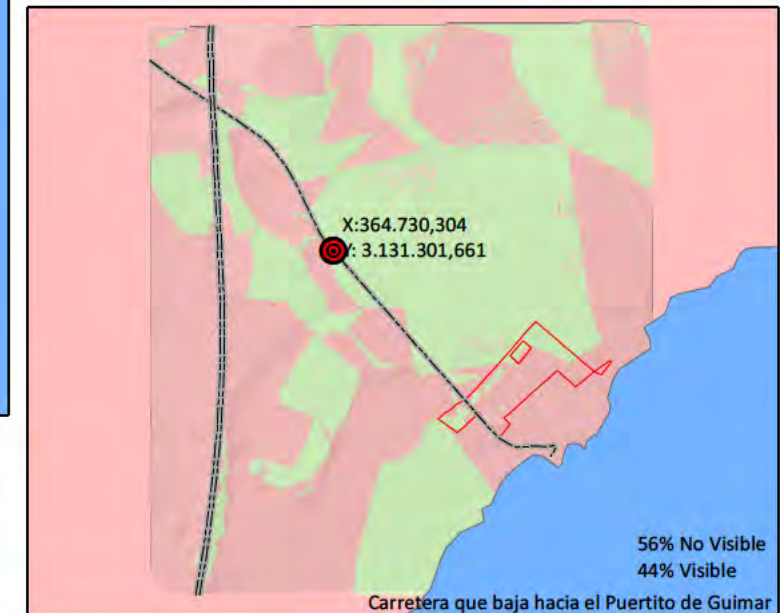 X:364.730,304
Y: 3.131.301,661
56% No Visible
44% Visible
Carretera que baja hacia el Puertito de Guimar